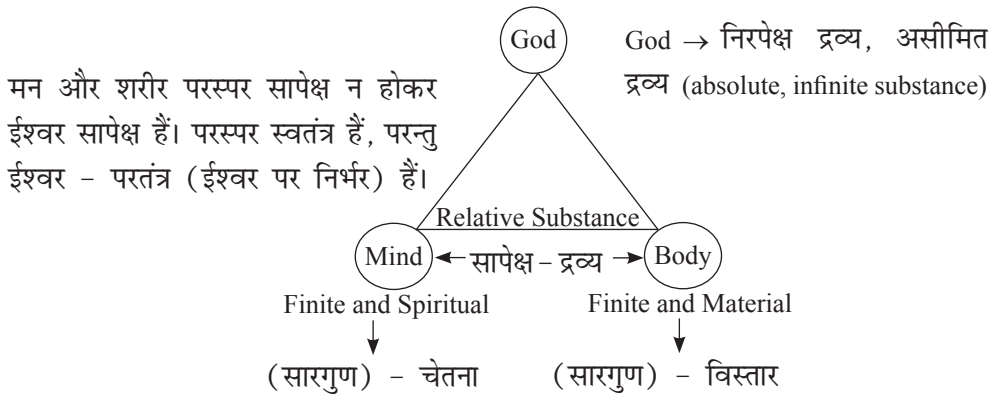 God
God → निरपेक्ष द्रव्य, असीमित
द्रव्य (absolute, infinite substance)
मन और शरीर परस्पर सापेक्ष न होकर
ईश्वर सापेक्ष हैं। परस्पर स्वतंत्र हैं, परन्तु
ईश्वर – परतंत्र (ईश्वर पर निर्भर) हैं।
Relative Substance
Mind ← सापेक्ष – द्रव्य → Body
Finite and Spiritual
Finite and Material
(सारगुण) – चेतना
(सारगुण) – विस्तार